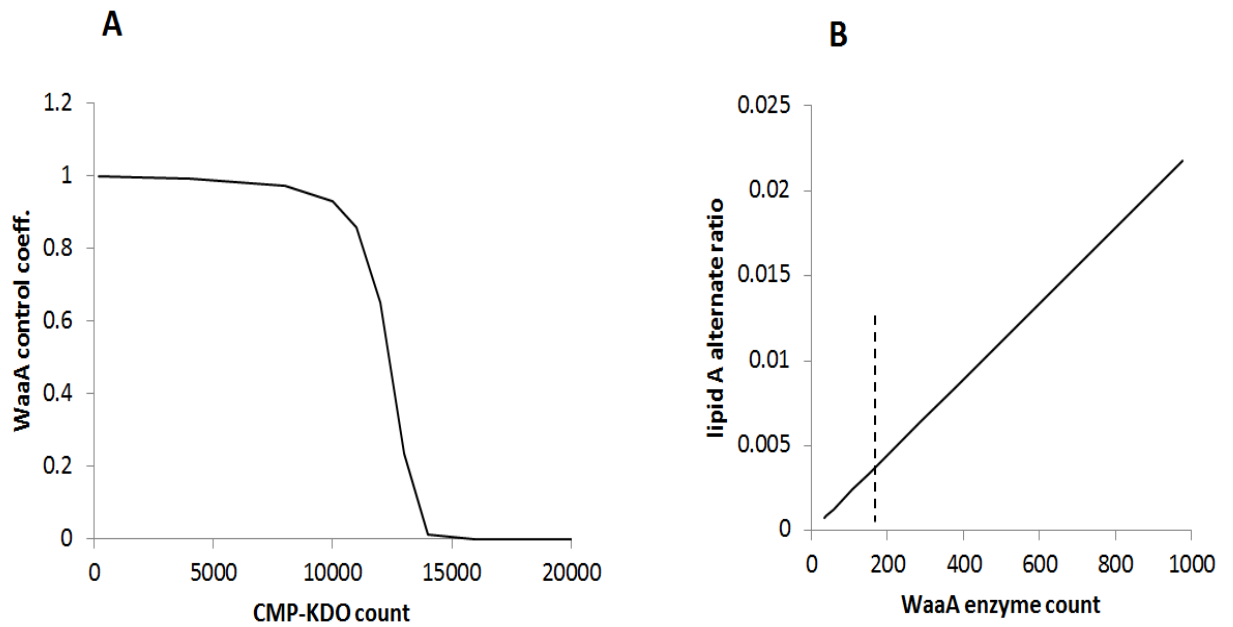 A
WaaA control coeff.
1.2
1
0.8
0.6
0.4
0.2
0
0 5000 10000 15000 20000
CMP-KDO count
B
lipid A alternate ratio
0.025
0.02
0.015
0.01
0.005
0
0 200 400 600 800 1000
WaaA enzyme count